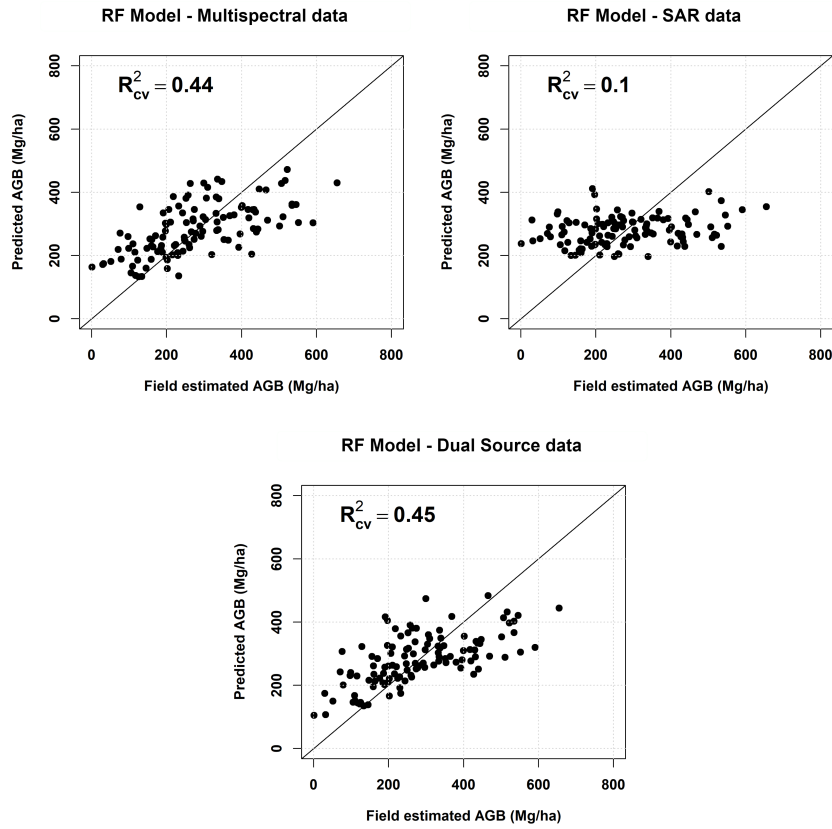 RF Model - Multispectral data
R²cv = 0.44
Predicted AGB (Mg/ha)
800
600
400
200
0
0 200 400 600 800
Field estimated AGB (Mg/ha)
RF Model - SAR data
R²cv = 0.1
Predicted AGB (Mg/ha)
800
600
400
200
0
0 200 400 600 800
Field estimated AGB (Mg/ha)
RF Model - Dual Source data
R²cv = 0.45
Predicted AGB (Mg/ha)
800
600
400
200
0
0 200 400 600 800
Field estimated AGB (Mg/ha)